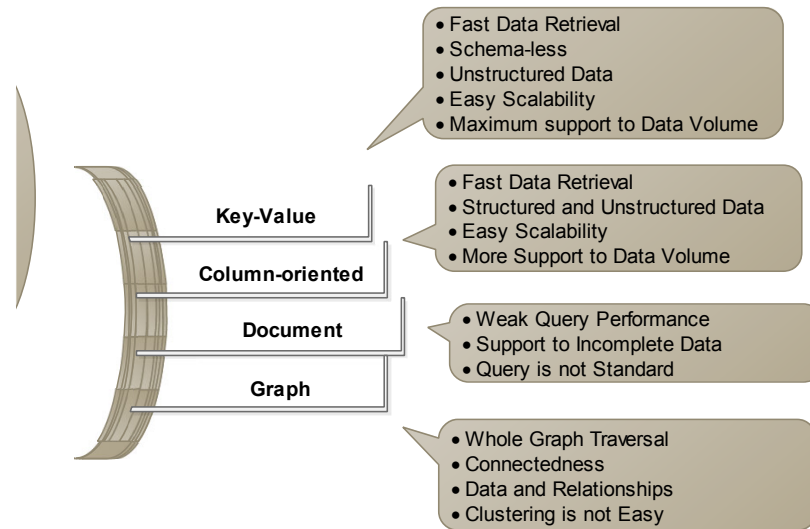 • Fast Data Retrieval
• Schema-less
• Unstructured Data
• Easy Scalability
• Maximum support to Data Volume
Key-Value
• Fast Data Retrieval
• Structured and Unstructured Data
• Easy Scalability
• More Support to Data Volume
Column-oriented
Document
• Weak Query Performance
• Support to Incomplete Data
• Query is not Standard
Graph
• Whole Graph Traversal
• Connectedness
• Data and Relationships
• Clustering is not Easy